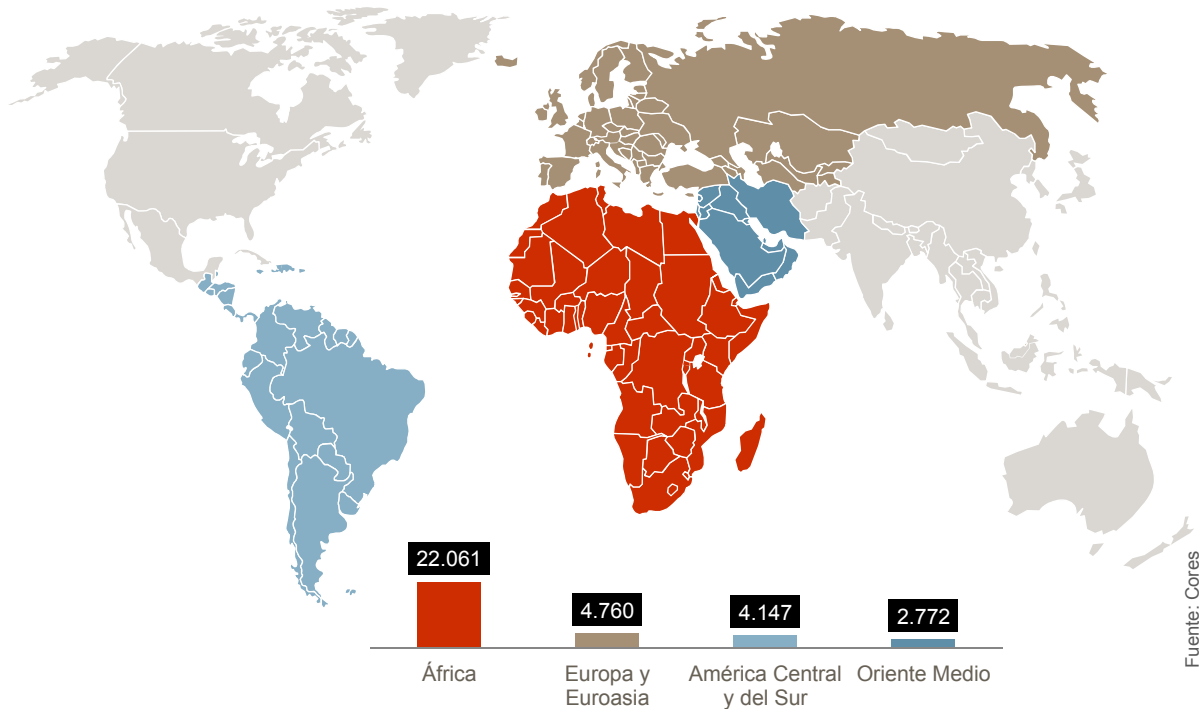 22.061
4.760
4.147
2.772
África
Europa y
Euroasia
América Central
y del Sur
Oriente Medio
Fuente: Cores